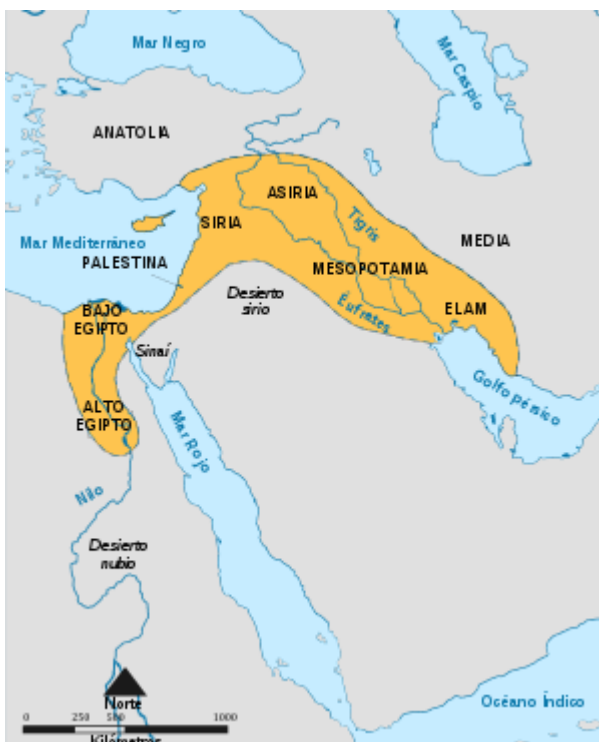 Mar Negro
Mar Caspio
ANATOLIA
ASIRIA
Tigris
SIRIA
Mar Mediterráneo
MEDIA
PALESTINA
MESOPOTAMIA
Desierto
sirio
Éufrates
ELAM
BAJO
EGIPTO
Sinaí
Golfo pérsico
ALTO
EGIPTO
Mar Rojo
Nilo
Desierto
nubio
Norte
Océano Índico
0 250 500 1000
Kilómetros